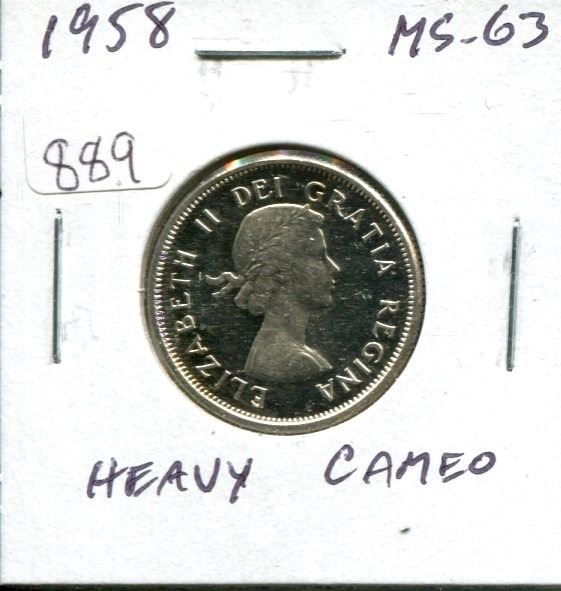 1958 MS-63
889
ELIZABETH II DEI GRATIA REGINA
HEAVY CAMEO